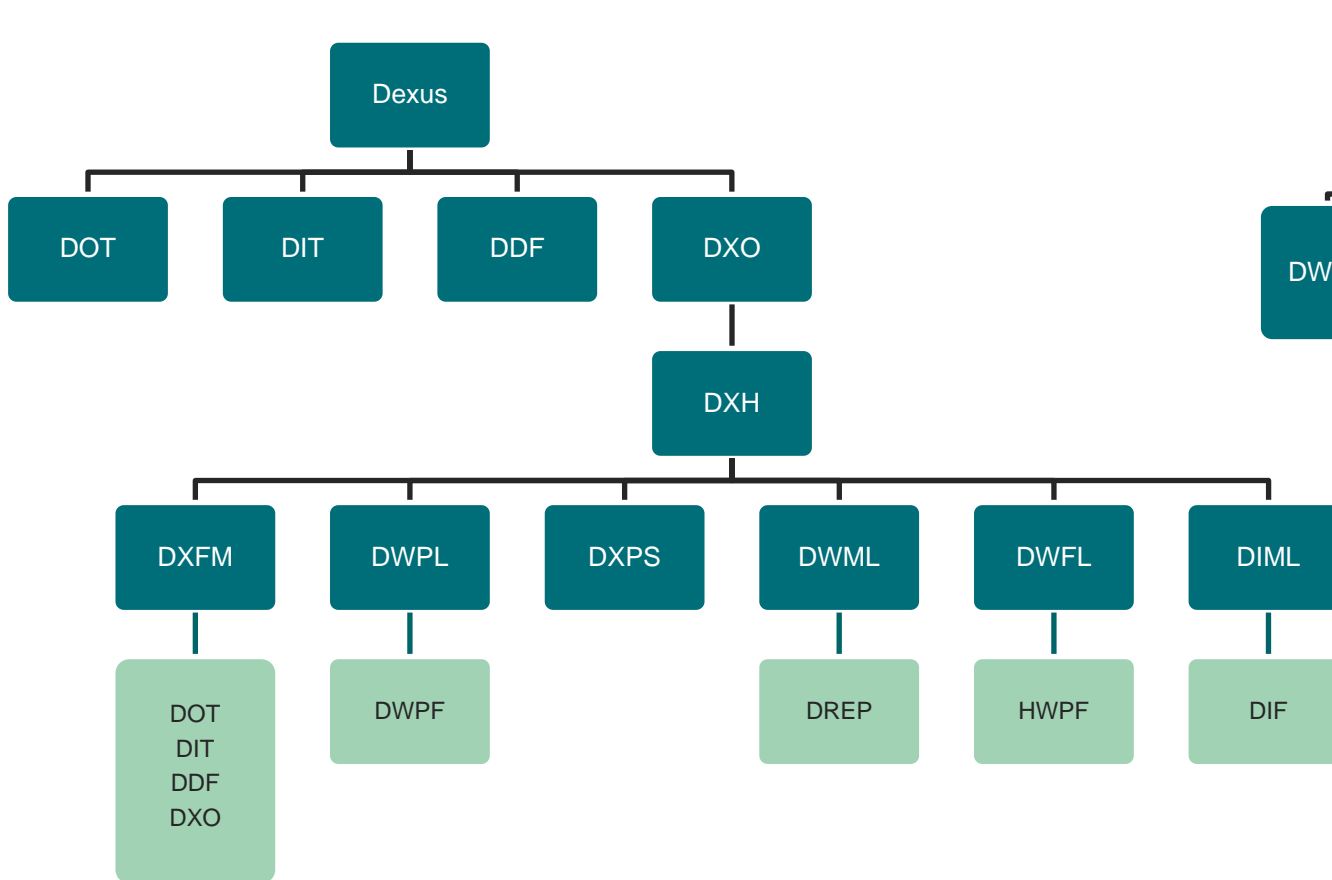 Dexus
DOT
DIT
DDF
DXO
DXH
DXFM
DWPL
DXPS
DWML
DWFL
DIML
DOT
DIT
DDF
DXO
DWPF
DREP
HWPF
DIF